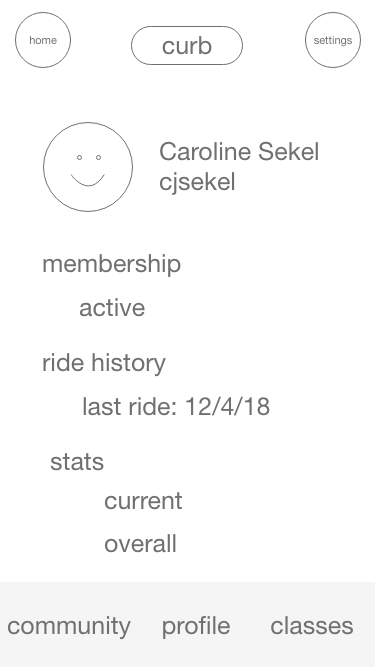 home
curb
settings
Caroline Sekel
cjsekel
membership
active
ride history
last ride: 12/4/18
stats
current
overall
community profile classes